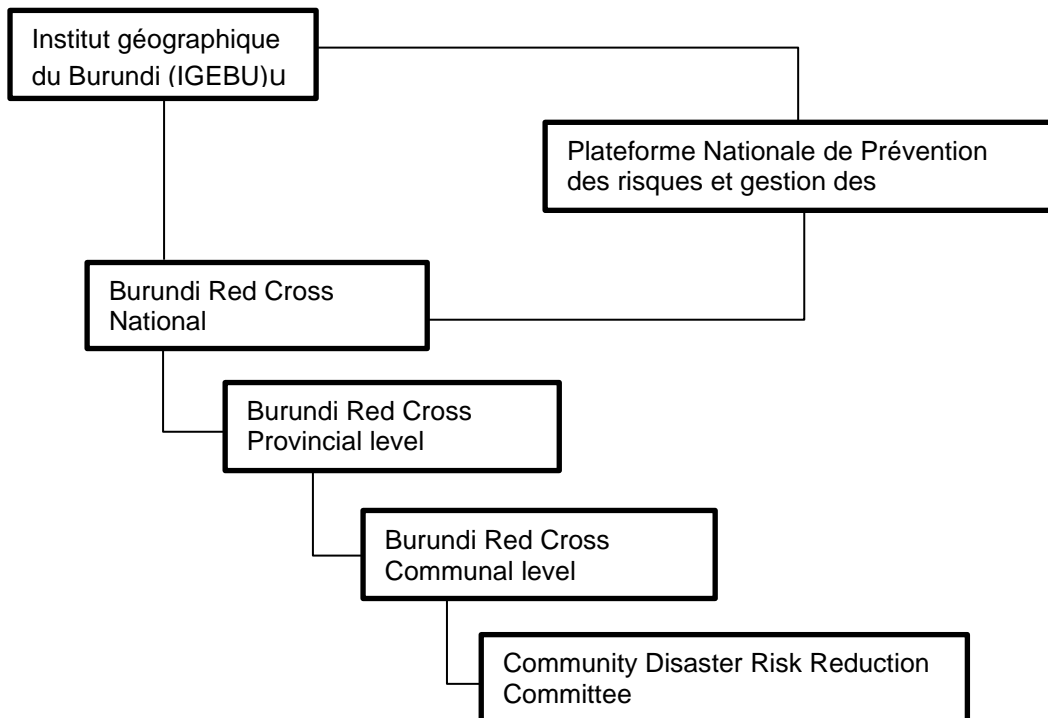 Institut géographique
du Burundi (IGEBU)u
Plateforme Nationale de Prévention
des risques et gestion des
Burundi Red Cross
National
Burundi Red Cross
Provincial level
Burundi Red Cross
Communal level
Community Disaster Risk Reduction
Committee